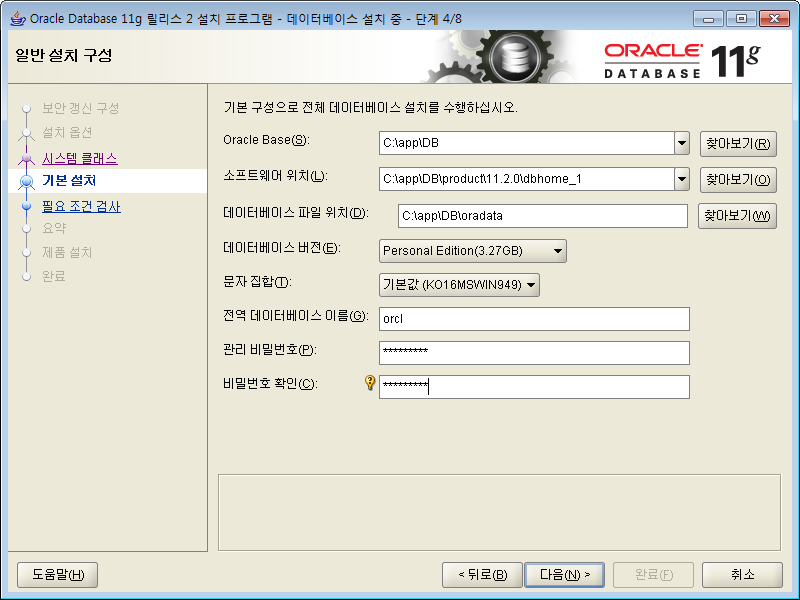 Oracle Database 11g 릴리스 2 설치 프로그램 - 데이터베이스 설치 중 - 단계 4/8
일반 설치 구성
ORACLE
DATABASE 11g
보안 갱신 구성
설치 옵션
시스템 클래스
기본 설치
필요 조건 검사
요약
제품 설치
완료
기본 구성으로 전체 데이터베이스 설치를 수행하십시오.
Oracle Base(S): C:\app\DB 찾아보기(R)
소프트웨어 위치(L): C:\app\DB\product\11.2.0\dbhome_1 찾아보기(O)
데이터베이스 파일 위치(D): C:\app\DB\oradata 찾아보기(W)
데이터베이스 버전(E): Personal Edition(3.27GB)
문자 집합(T): 기본값 (KO16MSWIN949)
전역 데이터베이스 이름(G): orcl
관리 비밀번호(P): *********
비밀번호 확인(C): *********
도움말(H) < 뒤로(B) 다음(N) > 완료(F) 취소